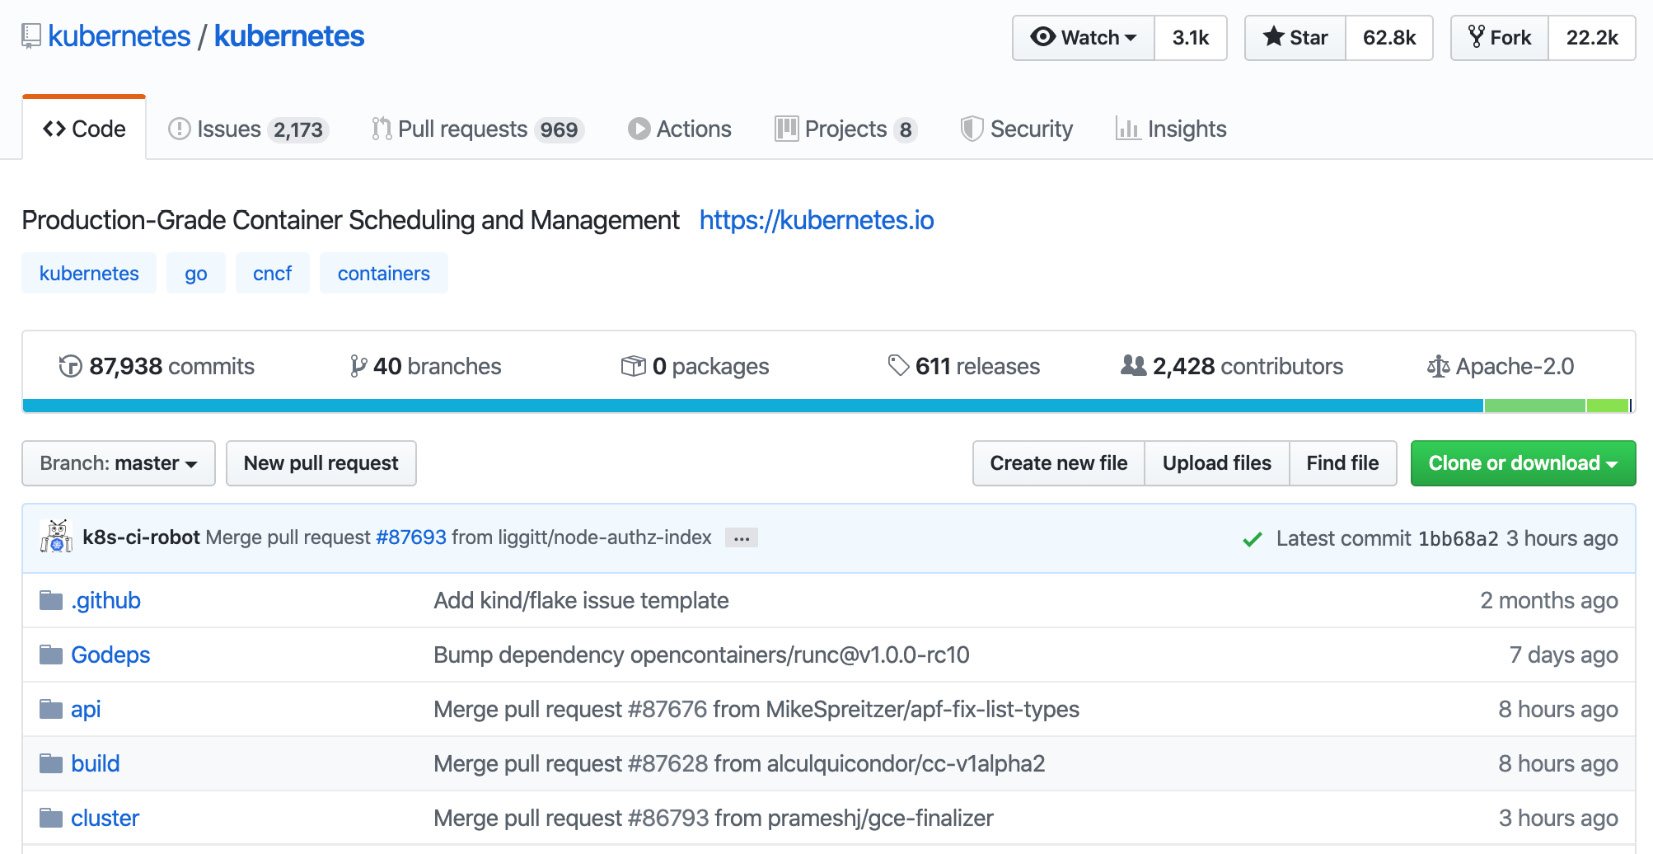 kubernetes / kubernetes
Watch 3.1k Star 62.8k Fork 22.2k
Code Issues 2,173 Pull requests 969 Actions Projects 8 Security Insights
Production-Grade Container Scheduling and Management https://kubernetes.io
kubernetes go cncf containers
87,938 commits 40 branches 0 packages 611 releases 2,428 contributors Apache-2.0
Branch: master New pull request Create new file Upload files Find file Clone or download
k8s-ci-robot Merge pull request #87693 from liggitt/node-authz-index ... Latest commit 1bb68a2 3 hours ago
.github Add kind/flake issue template 2 months ago
Godeps Bump dependency opencontainers/runc@v1.0.0-rc10 7 days ago
api Merge pull request #87676 from MikeSpreitzer/apf-fix-list-types 8 hours ago
build Merge pull request #87628 from alculquicondor/cc-v1alpha2 8 hours ago
cluster Merge pull request #86793 from prameshj/gce-finalizer 3 hours ago